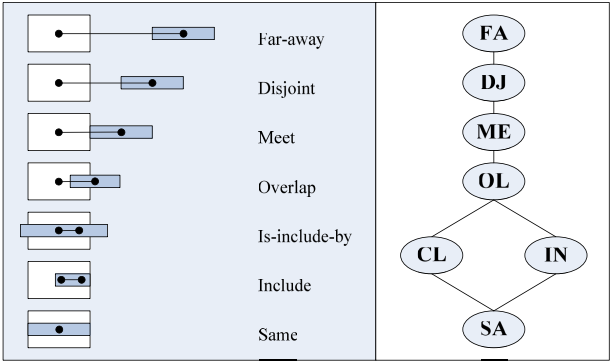 Far-away
Disjoint
Meet
Overlap
Is-include-by
Include
Same
FA
DJ
ME
OL
CL
IN
SA